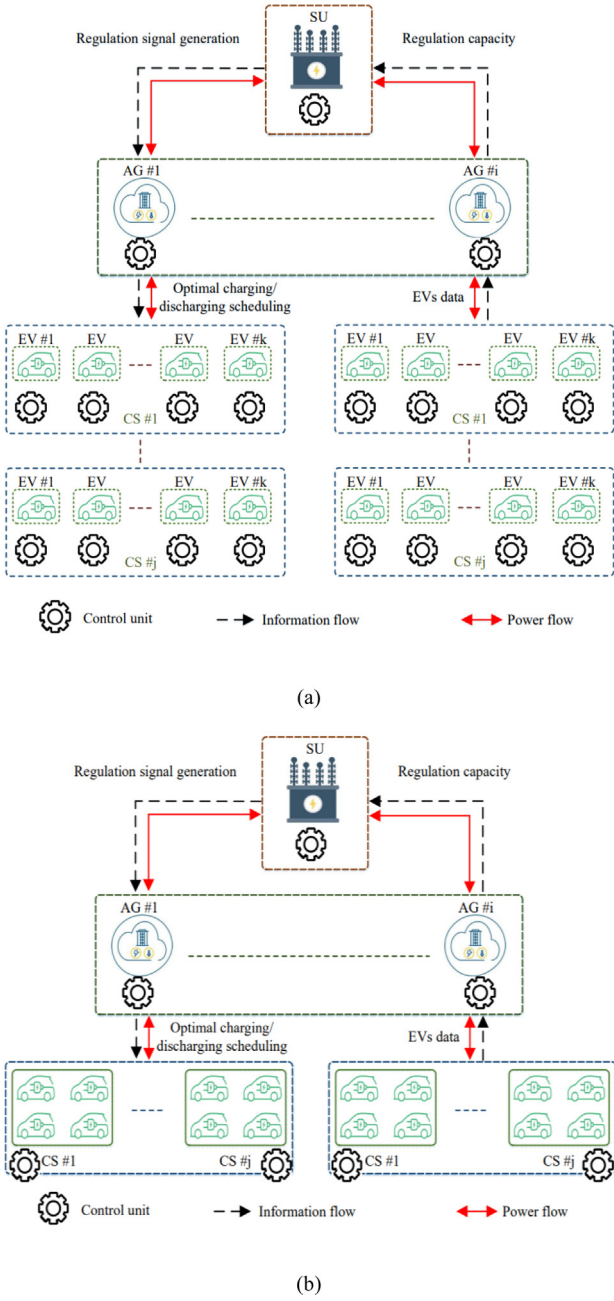 SU
Regulation signal generation
Regulation capacity
AG #1
AG #i
Optimal charging/
discharging scheduling
EVs data
EV #1 EV EV EV #k
CS #1
EV #1 EV EV EV #k
CS #1
EV #1 EV EV EV #k
CS #j
EV #1 EV EV EV #k
CS #j
Control unit
Information flow
Power flow
(a)
SU
Regulation signal generation
Regulation capacity
AG #1
AG #i
Optimal charging/
discharging scheduling
EVs data
CS #1
CS #j
CS #1
CS #j
Control unit
Information flow
Power flow
(b)